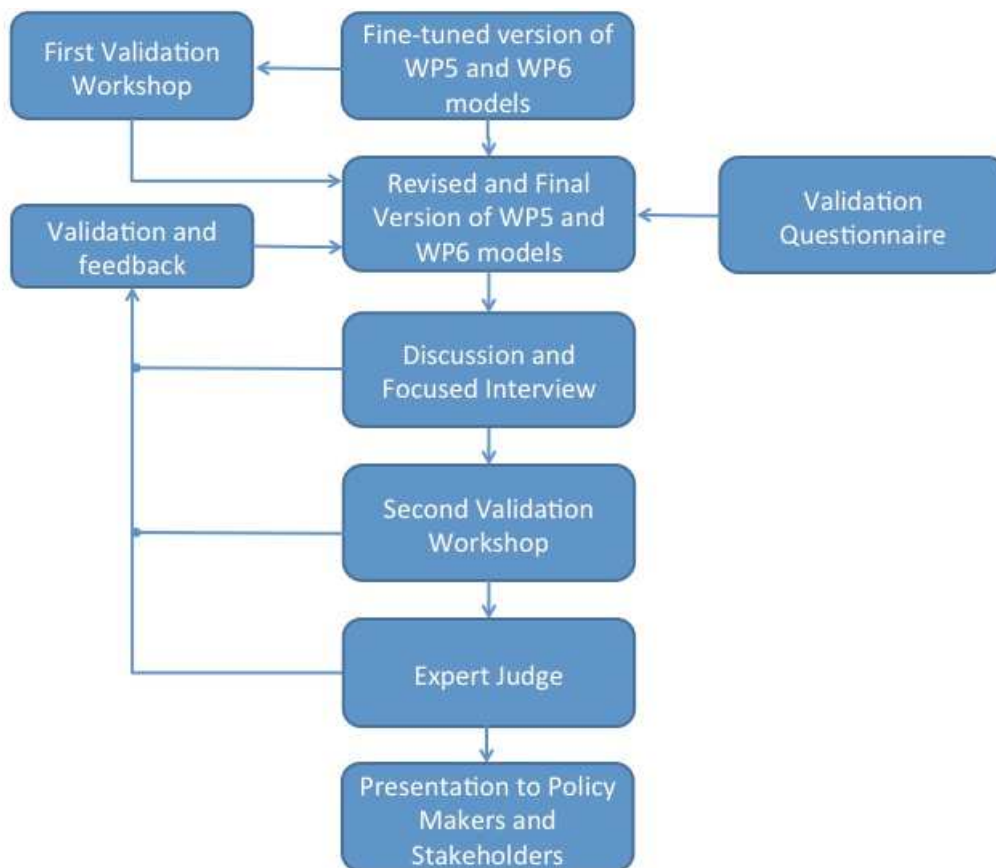 First Validation
Workshop
Fine-tuned version of
WP5 and WP6
models
Revised and Final
Version of WP5 and
WP6 models
Validation
Questionnaire
Validation and
feedback
Discussion and
Focused Interview
Second Validation
Workshop
Expert Judge
Presentation to Policy
Makers and
Stakeholders